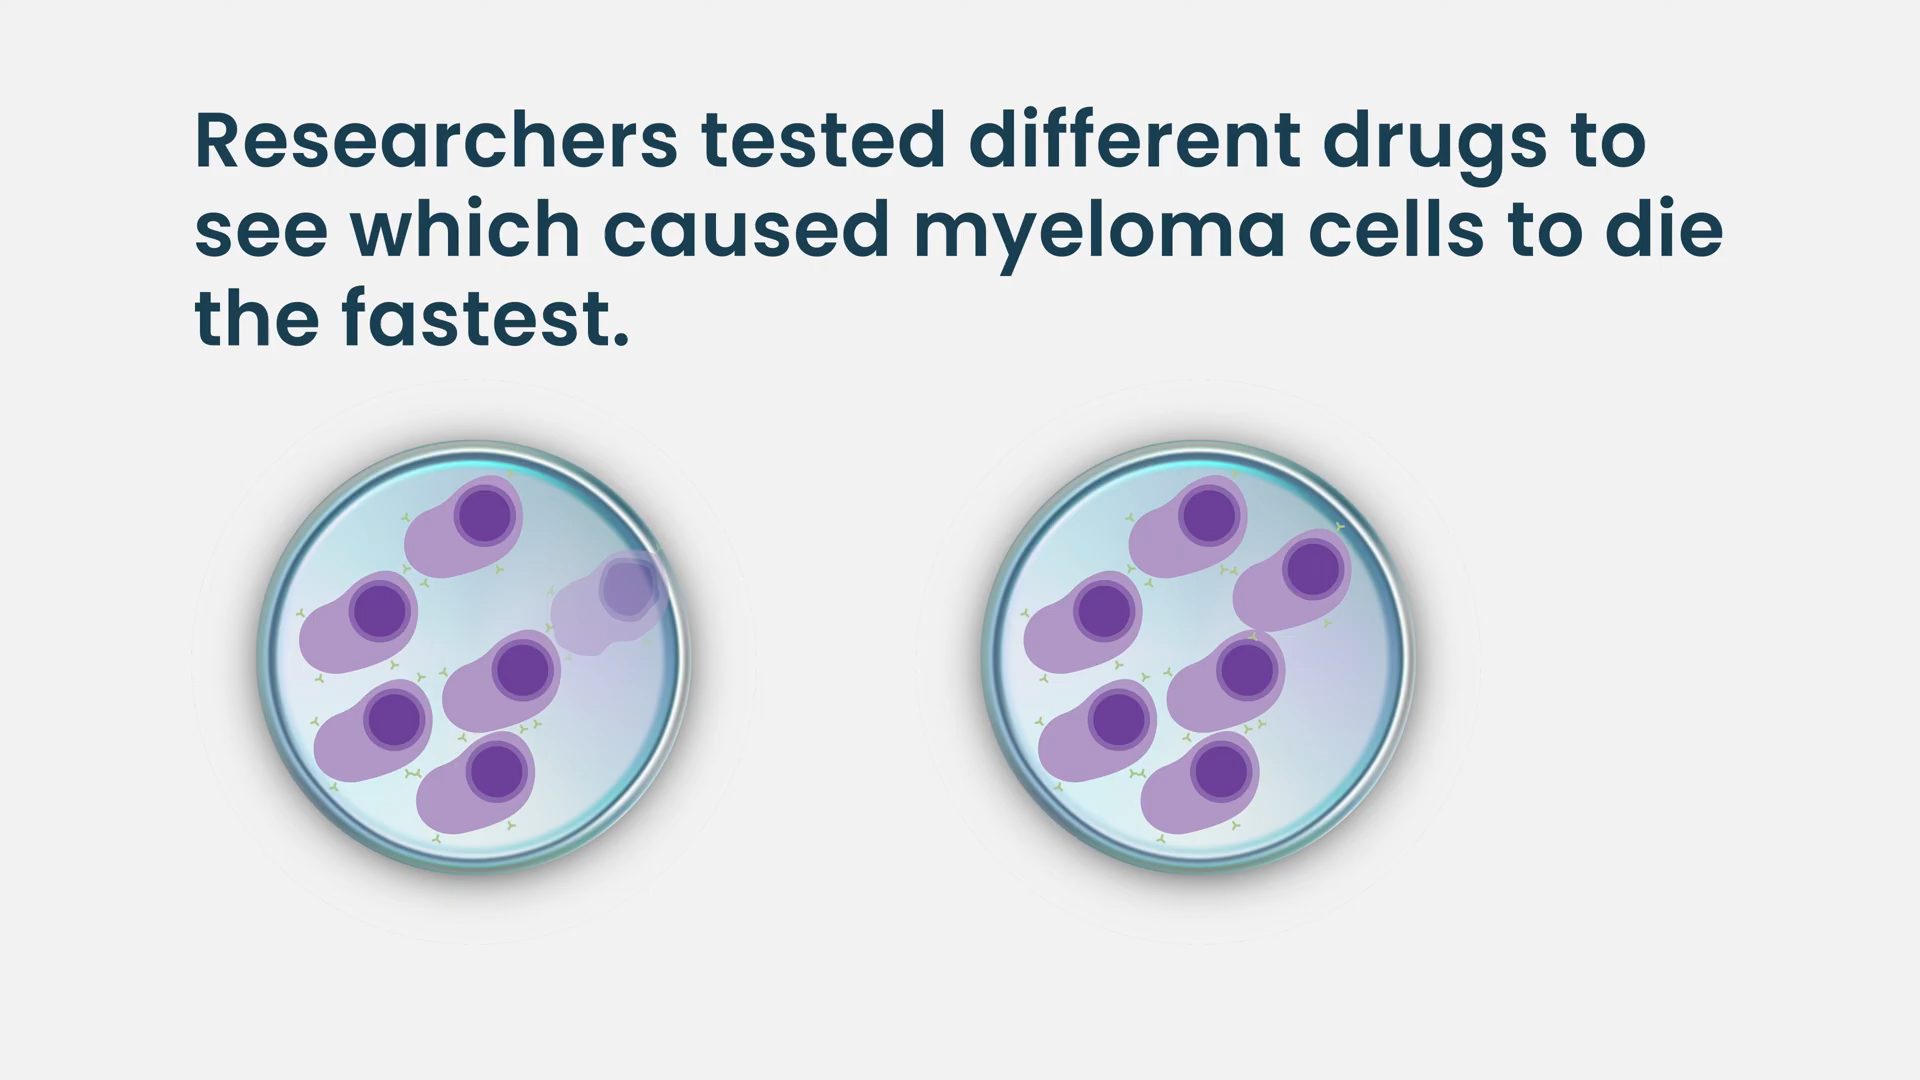 Researchers tested different drugs to
see which caused myeloma cells to die
the fastest.